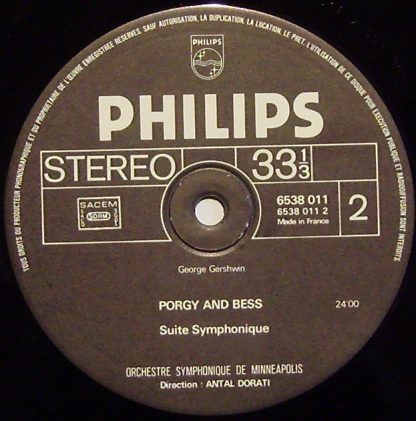 TOUS DROITS DU PRODUCTEUR PHONOGRAPHIQUE ET DU PROPRIETAIRE DE L'ŒUVRE ENREGISTREE RESERVES. SAUF AUTORISATION, LA DUPLICATION, LA LOCATION, LE PRET, L'UTILISATION DE CE DISQUE POUR EXECUTION PUBLIQUE ET RADIODIFFUSION SONT INTERDITS
PHILIPS
PHILIPS
STEREO
33 1/3
SACEM
6538 011
6538 011 2
Made in France
2
George Gershwin
PORGY AND BESS 24'00
Suite Symphonique
ORCHESTRE SYMPHONIQUE DE MINNEAPOLIS
Direction : ANTAL DORATI